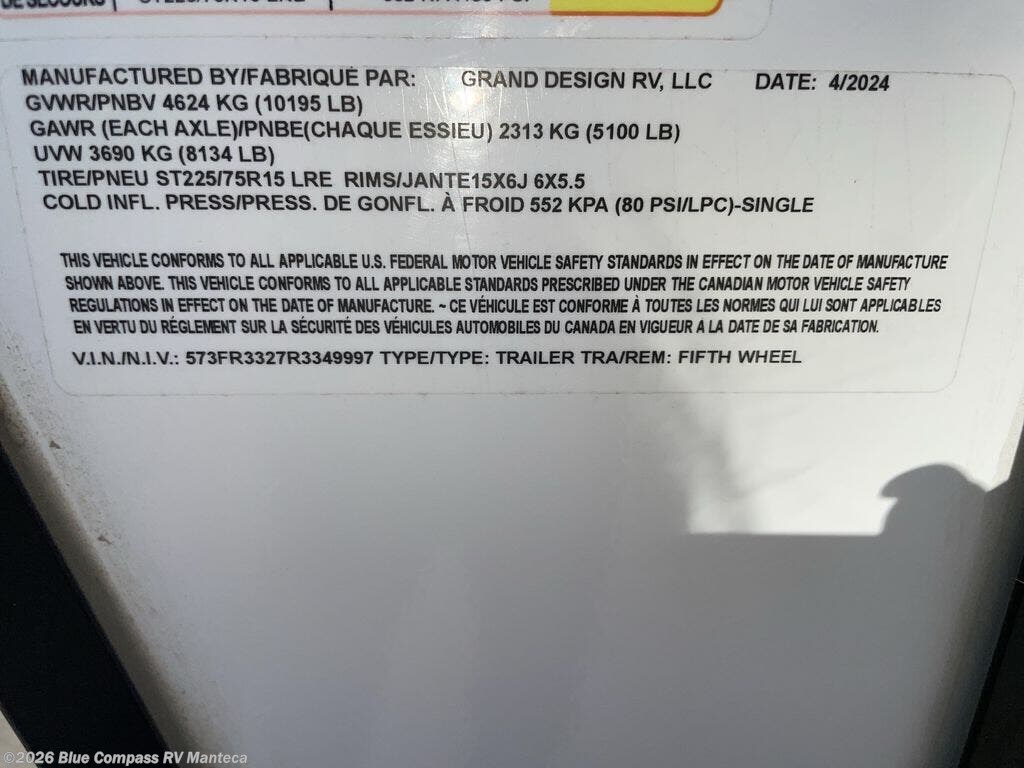 DE SECOURS
MANUFACTURED BY/FABRIQUÉ PAR: GRAND DESIGN RV, LLC DATE: 4/2024
GVWR/PNBV 4624 KG (10195 LB)
GAWR (EACH AXLE)/PNBE(CHAQUE ESSIEU) 2313 KG (5100 LB)
UVW 3690 KG (8134 LB)
TIRE/PNEU ST225/75R15 LRE RIMS/JANTE15X6J 6X5.5
COLD INFL. PRESS/PRESS. DE GONFL. À FROID 552 KPA (80 PSI/LPC)-SINGLE
THIS VEHICLE CONFORMS TO ALL APPLICABLE U.S. FEDERAL MOTOR VEHICLE SAFETY STANDARDS IN EFFECT ON THE DATE OF MANUFACTURE
SHOWN ABOVE. THIS VEHICLE CONFORMS TO ALL APPLICABLE STANDARDS PRESCRIBED UNDER THE CANADIAN MOTOR VEHICLE SAFETY
REGULATIONS IN EFFECT ON THE DATE OF MANUFACTURE. ~ CE VÉHICULE EST CONFORME À TOUTES LES NORMES QUI LUI SONT APPLICABLES
EN VERTU DU RÉGLEMENT SUR LA SÉCURITÉ DES VÉHICULES AUTOMOBILES DU CANADA EN VIGUEUR A LA DATE DE SA FABRICATION.
V.I.N./N.I.V.: 573FR3327R3349997 TYPE/TYPE: TRAILER TRA/REM: FIFTH WHEEL
©2026 Blue Compass RV Manteca